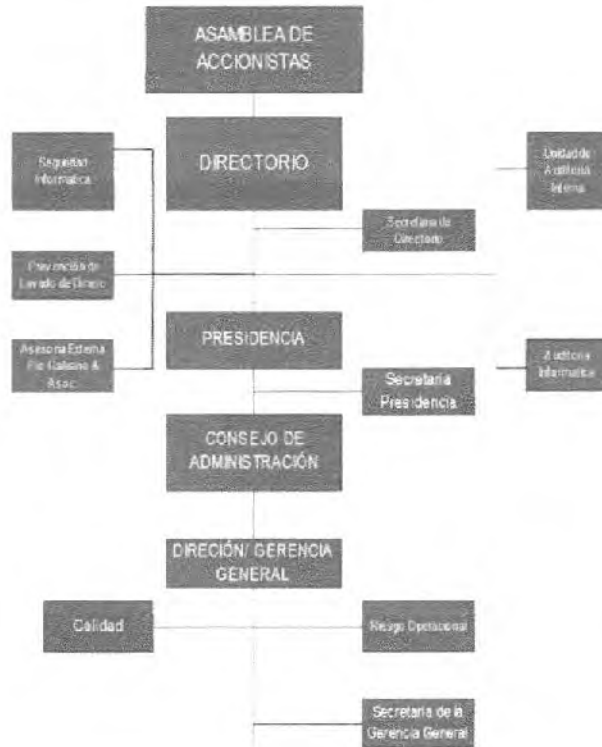 ASAMBLEA DE
ACCIONISTAS
DIRECTORIO
Seguridad
Informatica
Unidad de
Auditoria
Interna
Secretaria de
Directorio
Prevención de
Lavado de Dinero
PRESIDENCIA
Asesoria Externa
&
Asoc
Auditoria
Informatica
Secretaria
Presidencia
CONSEJO DE
ADMINISTRACIÓN
DIRECIÓN/ GERENCIA
GENERAL
Calidad
Riesgo Operacional
Secretaria de la
Gerencia General